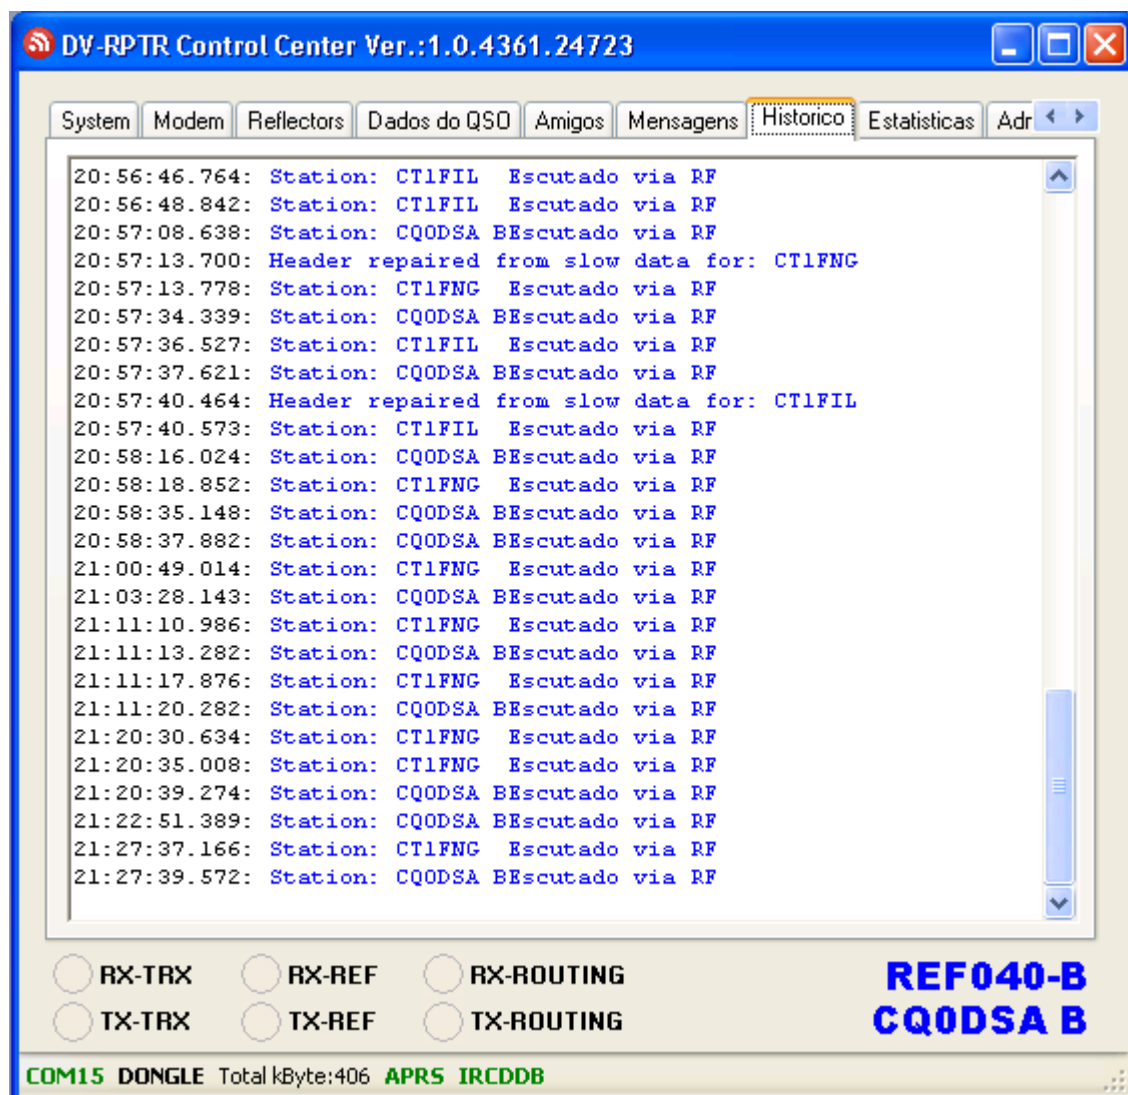 DV-RPTR Control Center Ver.:1.0.4361.24723
System Modem Reflectors Dados do QSO Amigos Mensagens Historico Estatisticas Adr
20:56:46.764: Station: CT1FIL  Escutado via RF
20:56:48.842: Station: CT1FIL  Escutado via RF
20:57:08.638: Station: CQ0DSA BEscutado via RF
20:57:13.700: Header repaired from slow data for: CT1FNG
20:57:13.778: Station: CT1FNG  Escutado via RF
20:57:34.339: Station: CQ0DSA BEscutado via RF
20:57:36.527: Station: CT1FIL  Escutado via RF
20:57:37.621: Station: CQ0DSA BEscutado via RF
20:57:40.464: Header repaired from slow data for: CT1FIL
20:57:40.573: Station: CT1FIL  Escutado via RF
20:58:16.024: Station: CQ0DSA BEscutado via RF
20:58:18.852: Station: CT1FNG  Escutado via RF
20:58:35.148: Station: CQ0DSA BEscutado via RF
20:58:37.882: Station: CQ0DSA BEscutado via RF
21:00:49.014: Station: CT1FNG  Escutado via RF
21:03:28.143: Station: CQ0DSA BEscutado via RF
21:11:10.986: Station: CT1FNG  Escutado via RF
21:11:13.282: Station: CQ0DSA BEscutado via RF
21:11:17.876: Station: CT1FNG  Escutado via RF
21:11:20.282: Station: CQ0DSA BEscutado via RF
21:20:30.634: Station: CT1FNG  Escutado via RF
21:20:35.008: Station: CT1FNG  Escutado via RF
21:20:39.274: Station: CQ0DSA BEscutado via RF
21:22:51.389: Station: CQ0DSA BEscutado via RF
21:27:37.166: Station: CT1FNG  Escutado via RF
21:27:39.572: Station: CQ0DSA BEscutado via RF
RX-TRX RX-REF RX-ROUTING REF040-B
TX-TRX TX-REF TX-ROUTING CQ0DSA B
COM15 DONGLE Total kByte:406 APRS IRCDDB